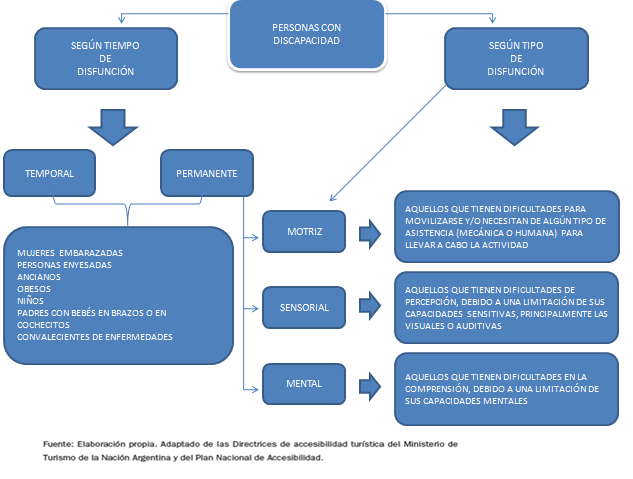 PERSONAS CON
DISCAPACIDAD
SEGÚN TIEMPO
DE
DISFUNCIÓN
SEGÚN TIPO
DE
DISFUNCIÓN
TEMPORAL
PERMANENTE
MUJERES EMBARAZADAS
PERSONAS ENYESADAS
ANCIANOS
OBESOS
NIÑOS
PADRES CON BEBÉS EN BRAZOS O EN
COCHECITOS
CONVALECIENTES DE ENFERMEDADES
MOTRIZ
AQUELLOS QUE TIENEN DIFICULTADES PARA
MOVILIZARSE Y/O NECESITAN DE ALGÚN TIPO DE
ASISTENCIA (MECÁNICA O HUMANA) PARA
LLEVAR A CABO LA ACTIVIDAD
SENSORIAL
AQUELLOS QUE TIENEN DIFICULTADES DE
PERCEPCIÓN, DEBIDO A UNA LIMITACIÓN DE SUS
CAPACIDADES SENSITIVAS, PRINCIPALMENTE LAS
VISUALES O AUDITIVAS
MENTAL
AQUELLOS QUE TIENEN DIFICULTADES EN LA
COMPRENSIÓN, DEBIDO A UNA LIMITACIÓN DE
SUS CAPACIDADES MENTALES
Fuente: Elaboración propia. Adaptado de las Directrices de accesibilidad turística del Ministerio de
Turismo de la Nación Argentina y del Plan Nacional de Accesibilidad.